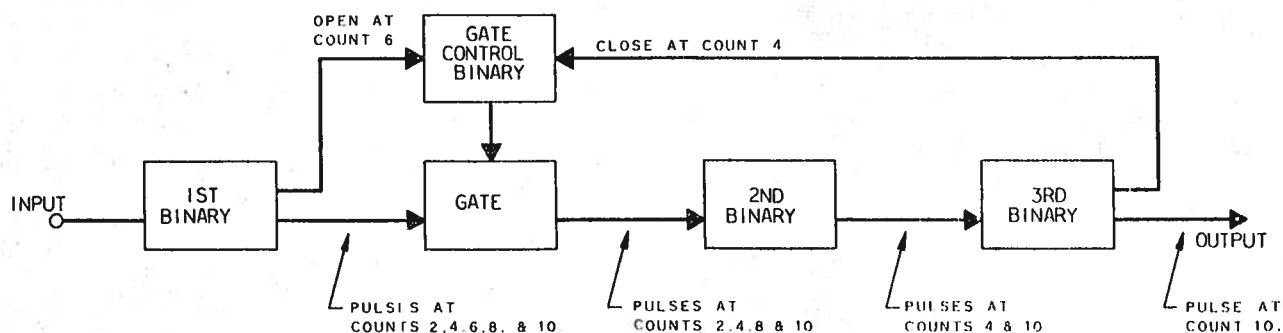 OPEN AT
COUNT 6
GATE
CONTROL
BINARY
CLOSE AT COUNT 4
INPUT
1ST
BINARY
GATE
2ND
BINARY
3RD
BINARY
OUTPUT
PULSIS AT
COUNTS 2,4.6,8, & 10
PULSES AT
COUNTS 2,4,8 & 10
PULSES AT
COUNTS 4 & 10
PULSE AT
COUNT 10.